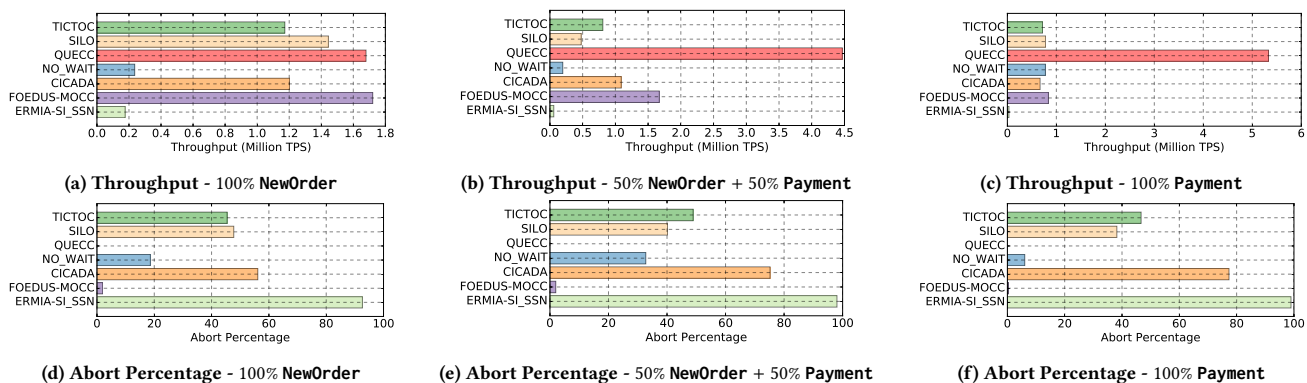 TICTOC
SILO
QUECC
NO_WAIT
CICADA
FOEDUS-MOCC
ERMIA-SI_SSN
0.0 0.2 0.4 0.6 0.8 1.0 1.2 1.4 1.6 1.8
Throughput (Million TPS)
(a) Throughput - 100% NewOrder
TICTOC
SILO
QUECC
NO_WAIT
CICADA
FOEDUS-MOCC
ERMIA-SI_SSN
0.0 0.5 1.0 1.5 2.0 2.5 3.0 3.5 4.0 4.5
Throughput (Million TPS)
(b) Throughput - 50% NewOrder + 50% Payment
TICTOC
SILO
QUECC
NO_WAIT
CICADA
FOEDUS-MOCC
ERMIA-SI_SSN
0 1 2 3 4 5 6
Throughput (Million TPS)
(c) Throughput - 100% Payment
TICTOC
SILO
QUECC
NO_WAIT
CICADA
FOEDUS-MOCC
ERMIA-SI_SSN
0 20 40 60 80 100
Abort Percentage
(d) Abort Percentage - 100% NewOrder
TICTOC
SILO
QUECC
NO_WAIT
CICADA
FOEDUS-MOCC
ERMIA-SI_SSN
0 20 40 60 80 100
Abort Percentage
(e) Abort Percentage - 50% NewOrder + 50% Payment
TICTOC
SILO
QUECC
NO_WAIT
CICADA
FOEDUS-MOCC
ERMIA-SI_SSN
0 20 40 60 80 100
Abort Percentage
(f) Abort Percentage - 100% Payment